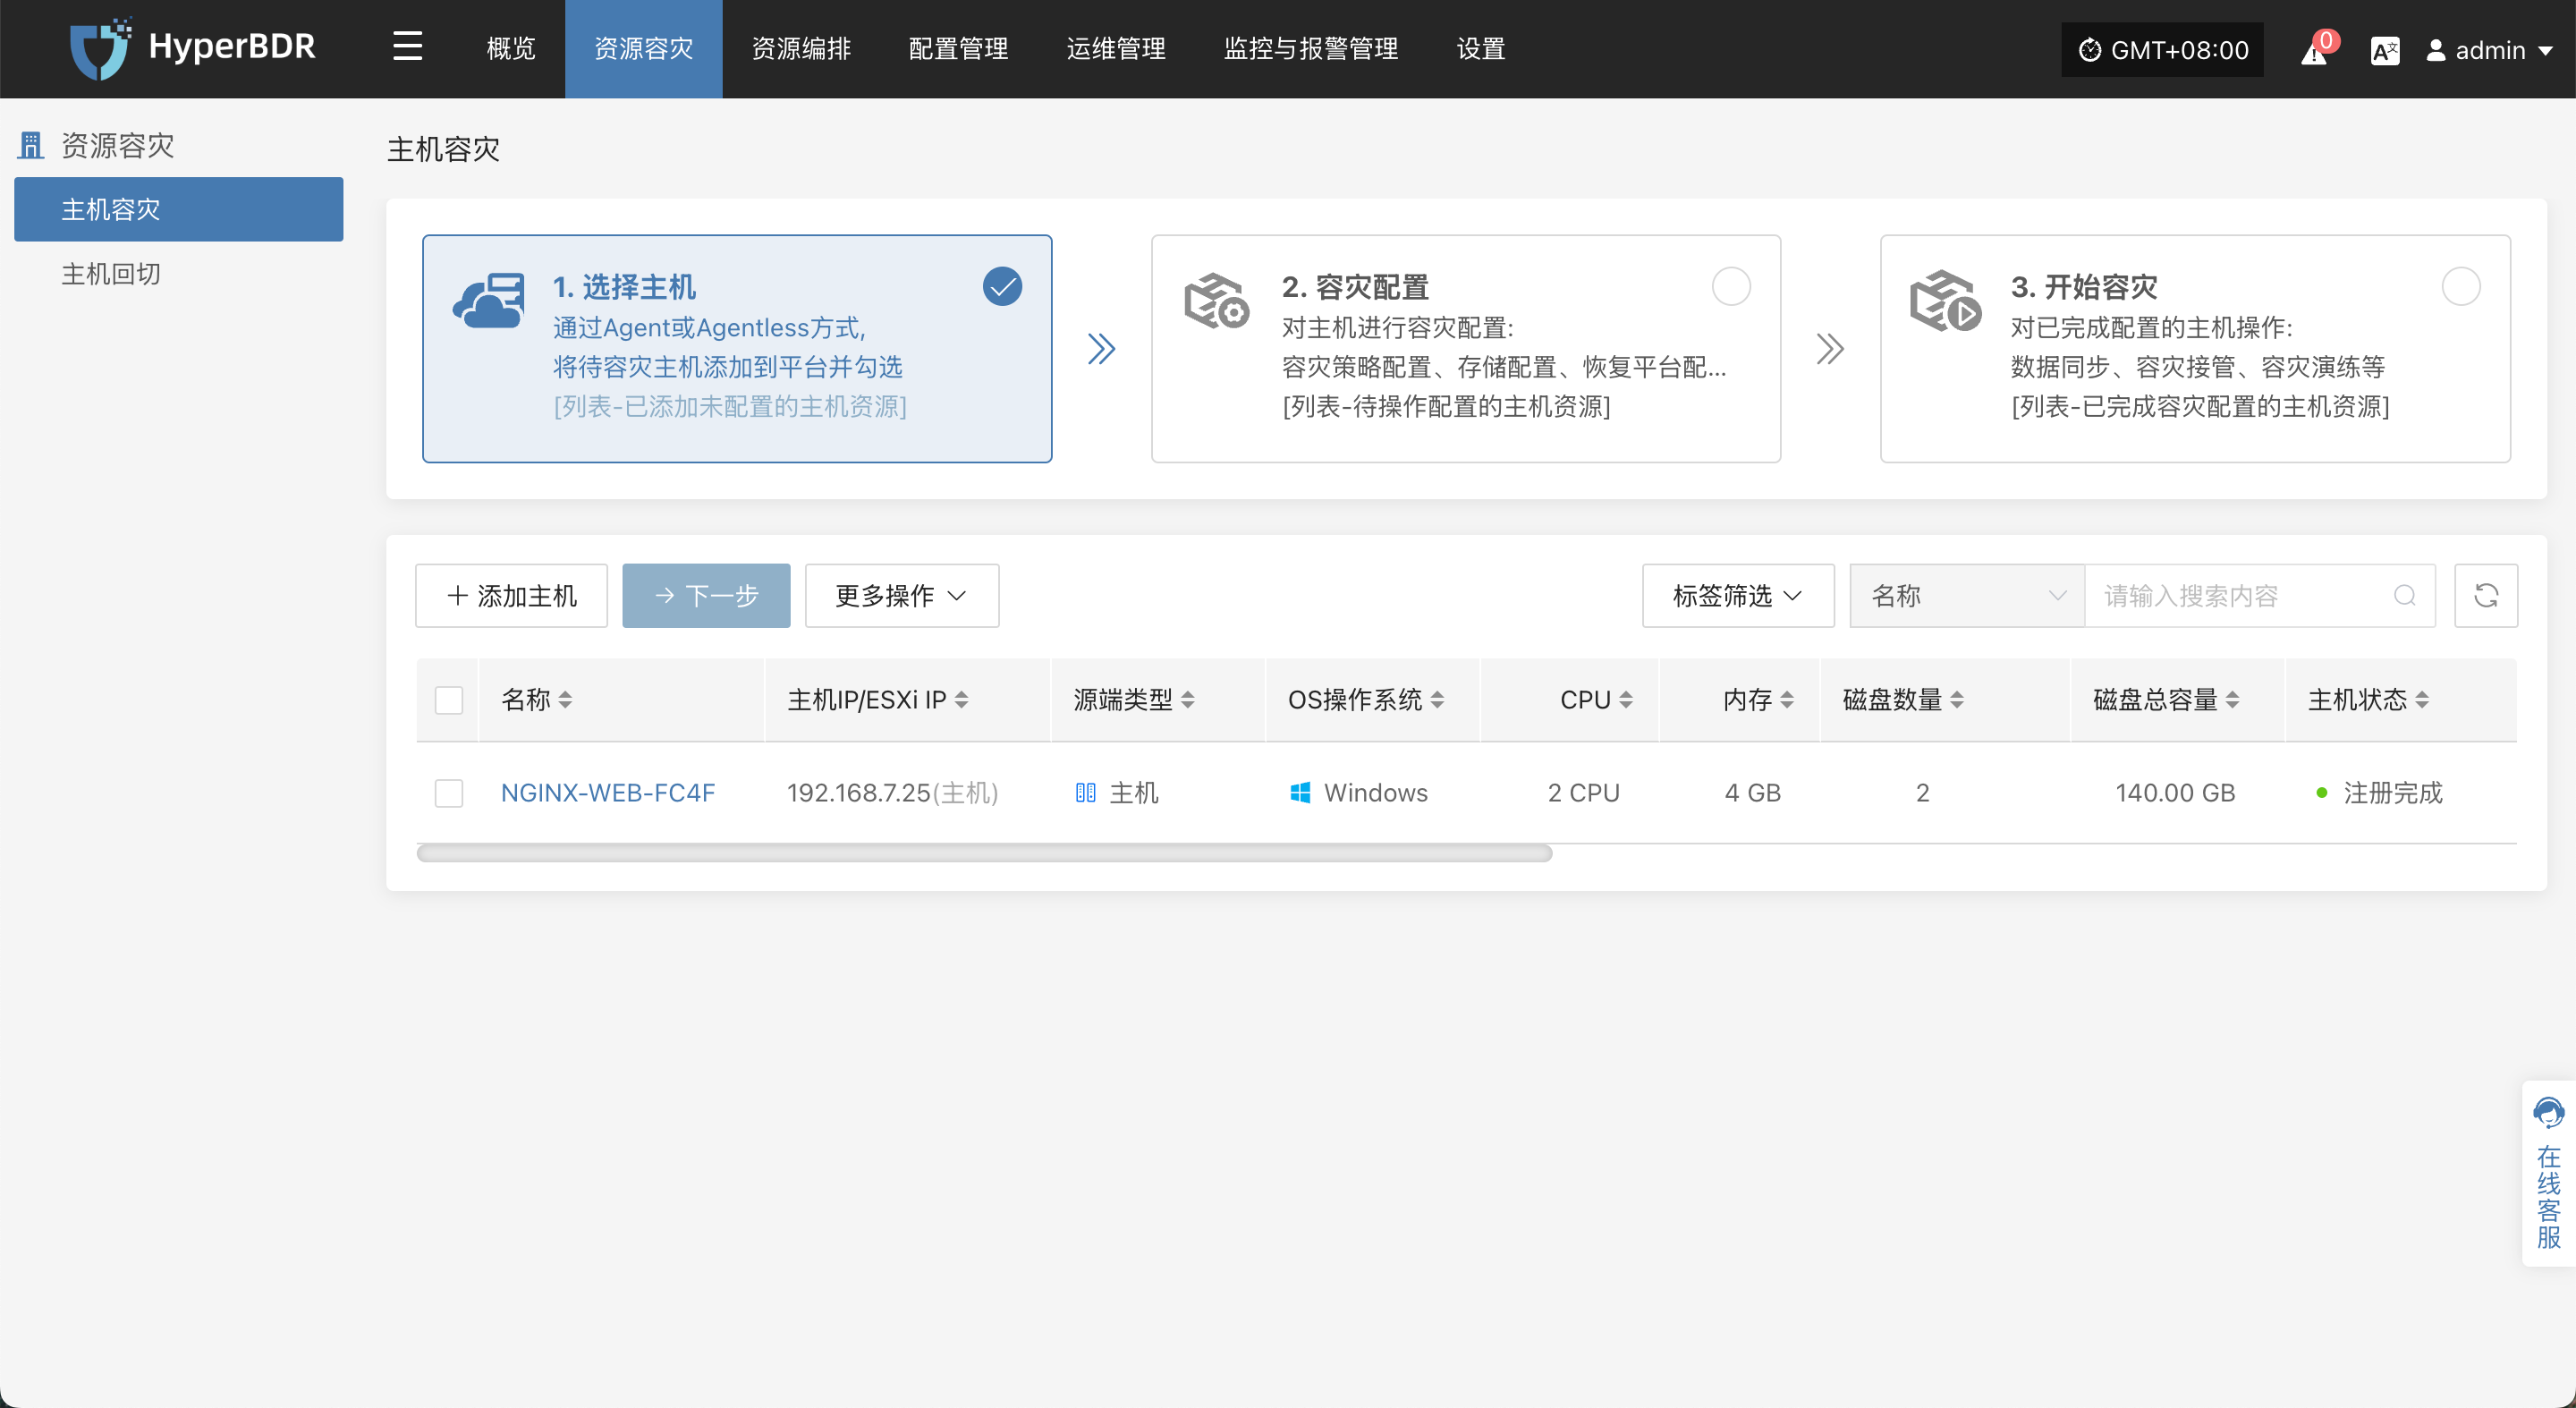 HyperBDR
概览
资源容灾
资源编排
配置管理
运维管理
监控与报警管理
设置
GMT+08:00
0
admin
资源容灾
主机容灾
主机回切
主机容灾
1. 选择主机
通过Agent或Agentless方式,
将待容灾主机添加到平台并勾选
[列表-已添加未配置的主机资源]
2. 容灾配置
对主机进行容灾配置:
容灾策略配置、存储配置、恢复平台配...
[列表-待操作配置的主机资源]
3. 开始容灾
对已完成配置的主机操作:
数据同步、容灾接管、容灾演练等
[列表-已完成容灾配置的主机资源]
添加主机
下一步
更多操作
标签筛选
名称
请输入搜索内容
名称 主机IP/ESXi IP 源端类型 OS操作系统 CPU 内存 磁盘数量 磁盘总容量 主机状态
NGINX-WEB-FC4F 192.168.7.25(主机) 主机 Windows 2 CPU 4 GB 2 140.00 GB 注册完成
在线客服